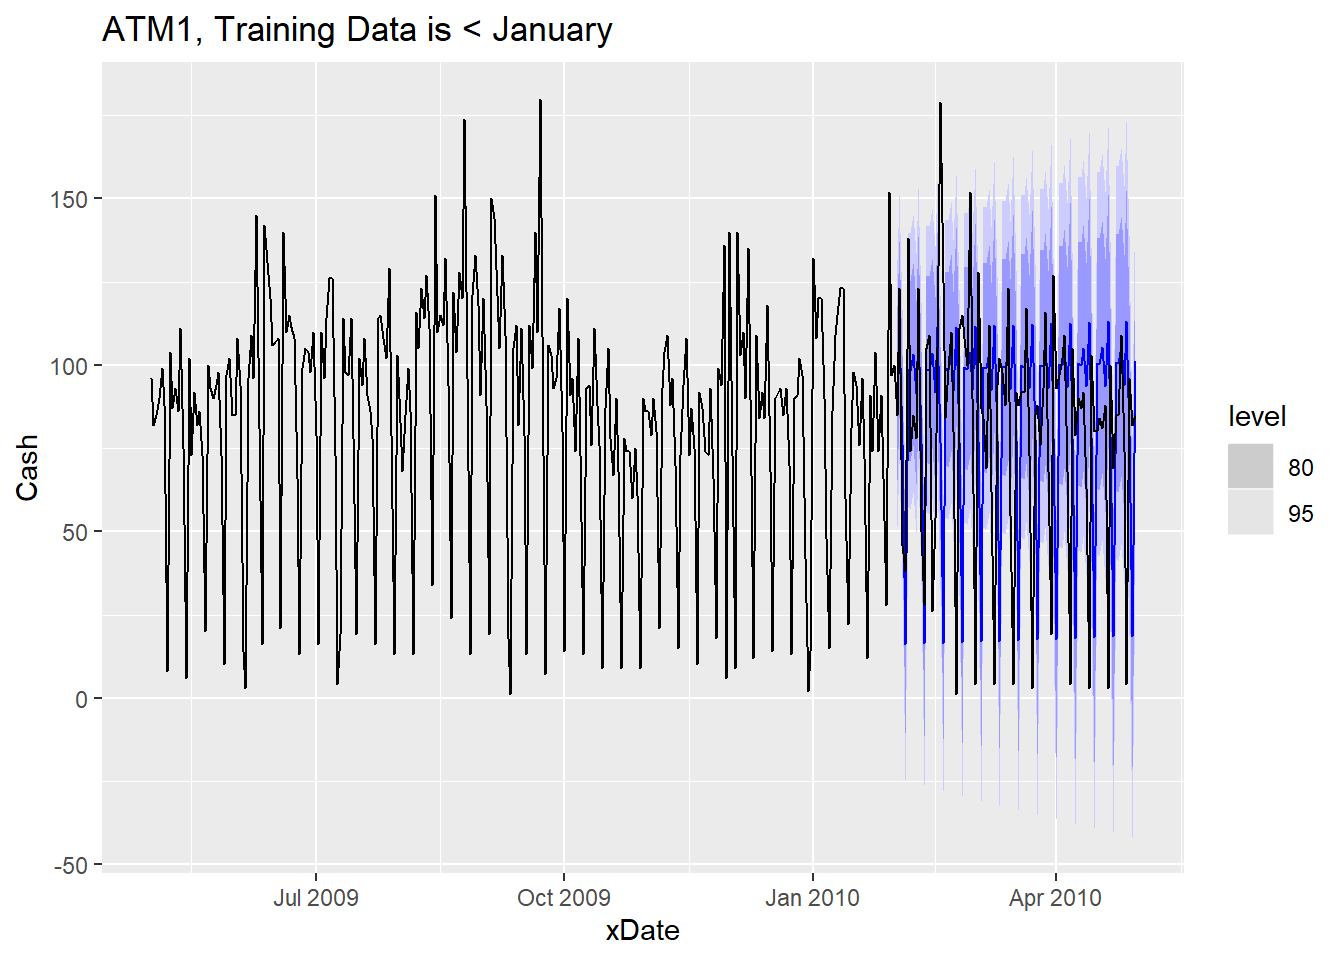 ATM1, Training Data is < January
Cash
150
100
50
0
-50
Jul 2009
Oct 2009
Jan 2010
Apr 2010
xDate
level
80
95